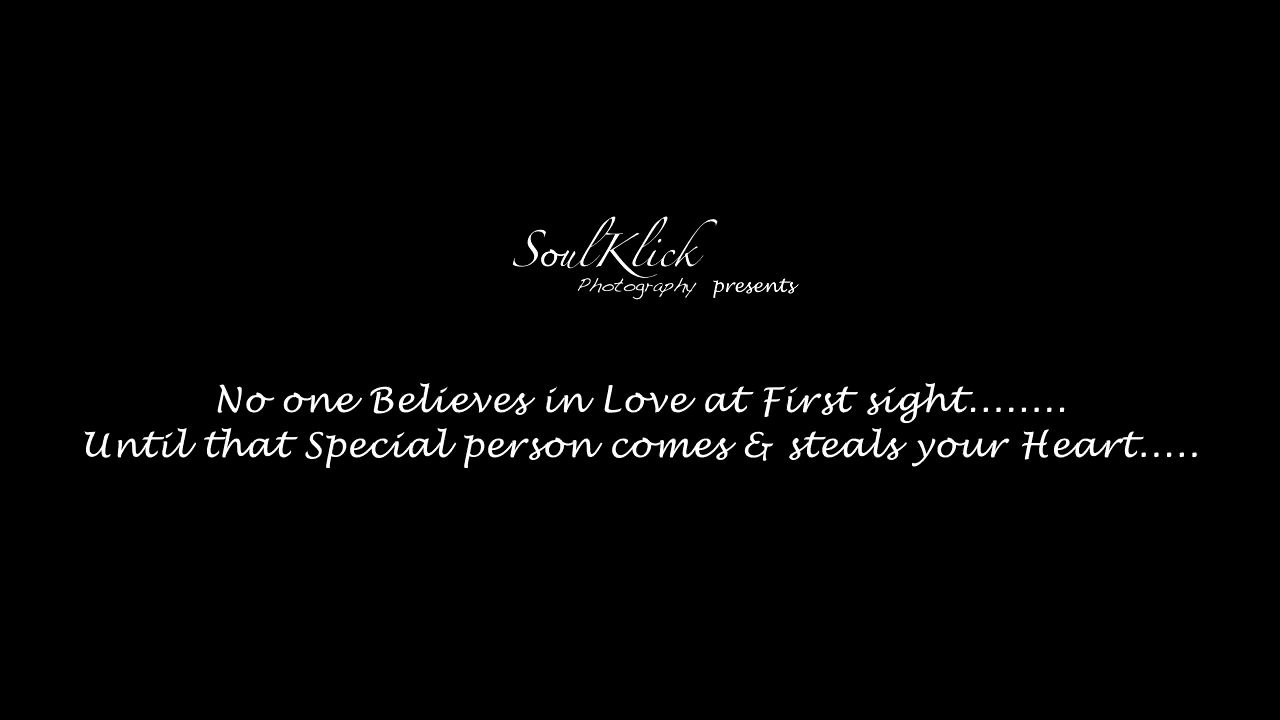 SoulKlick
Photography presents
No one Believes in Love at First sight........
Until that Special person comes & steals your Heart.....